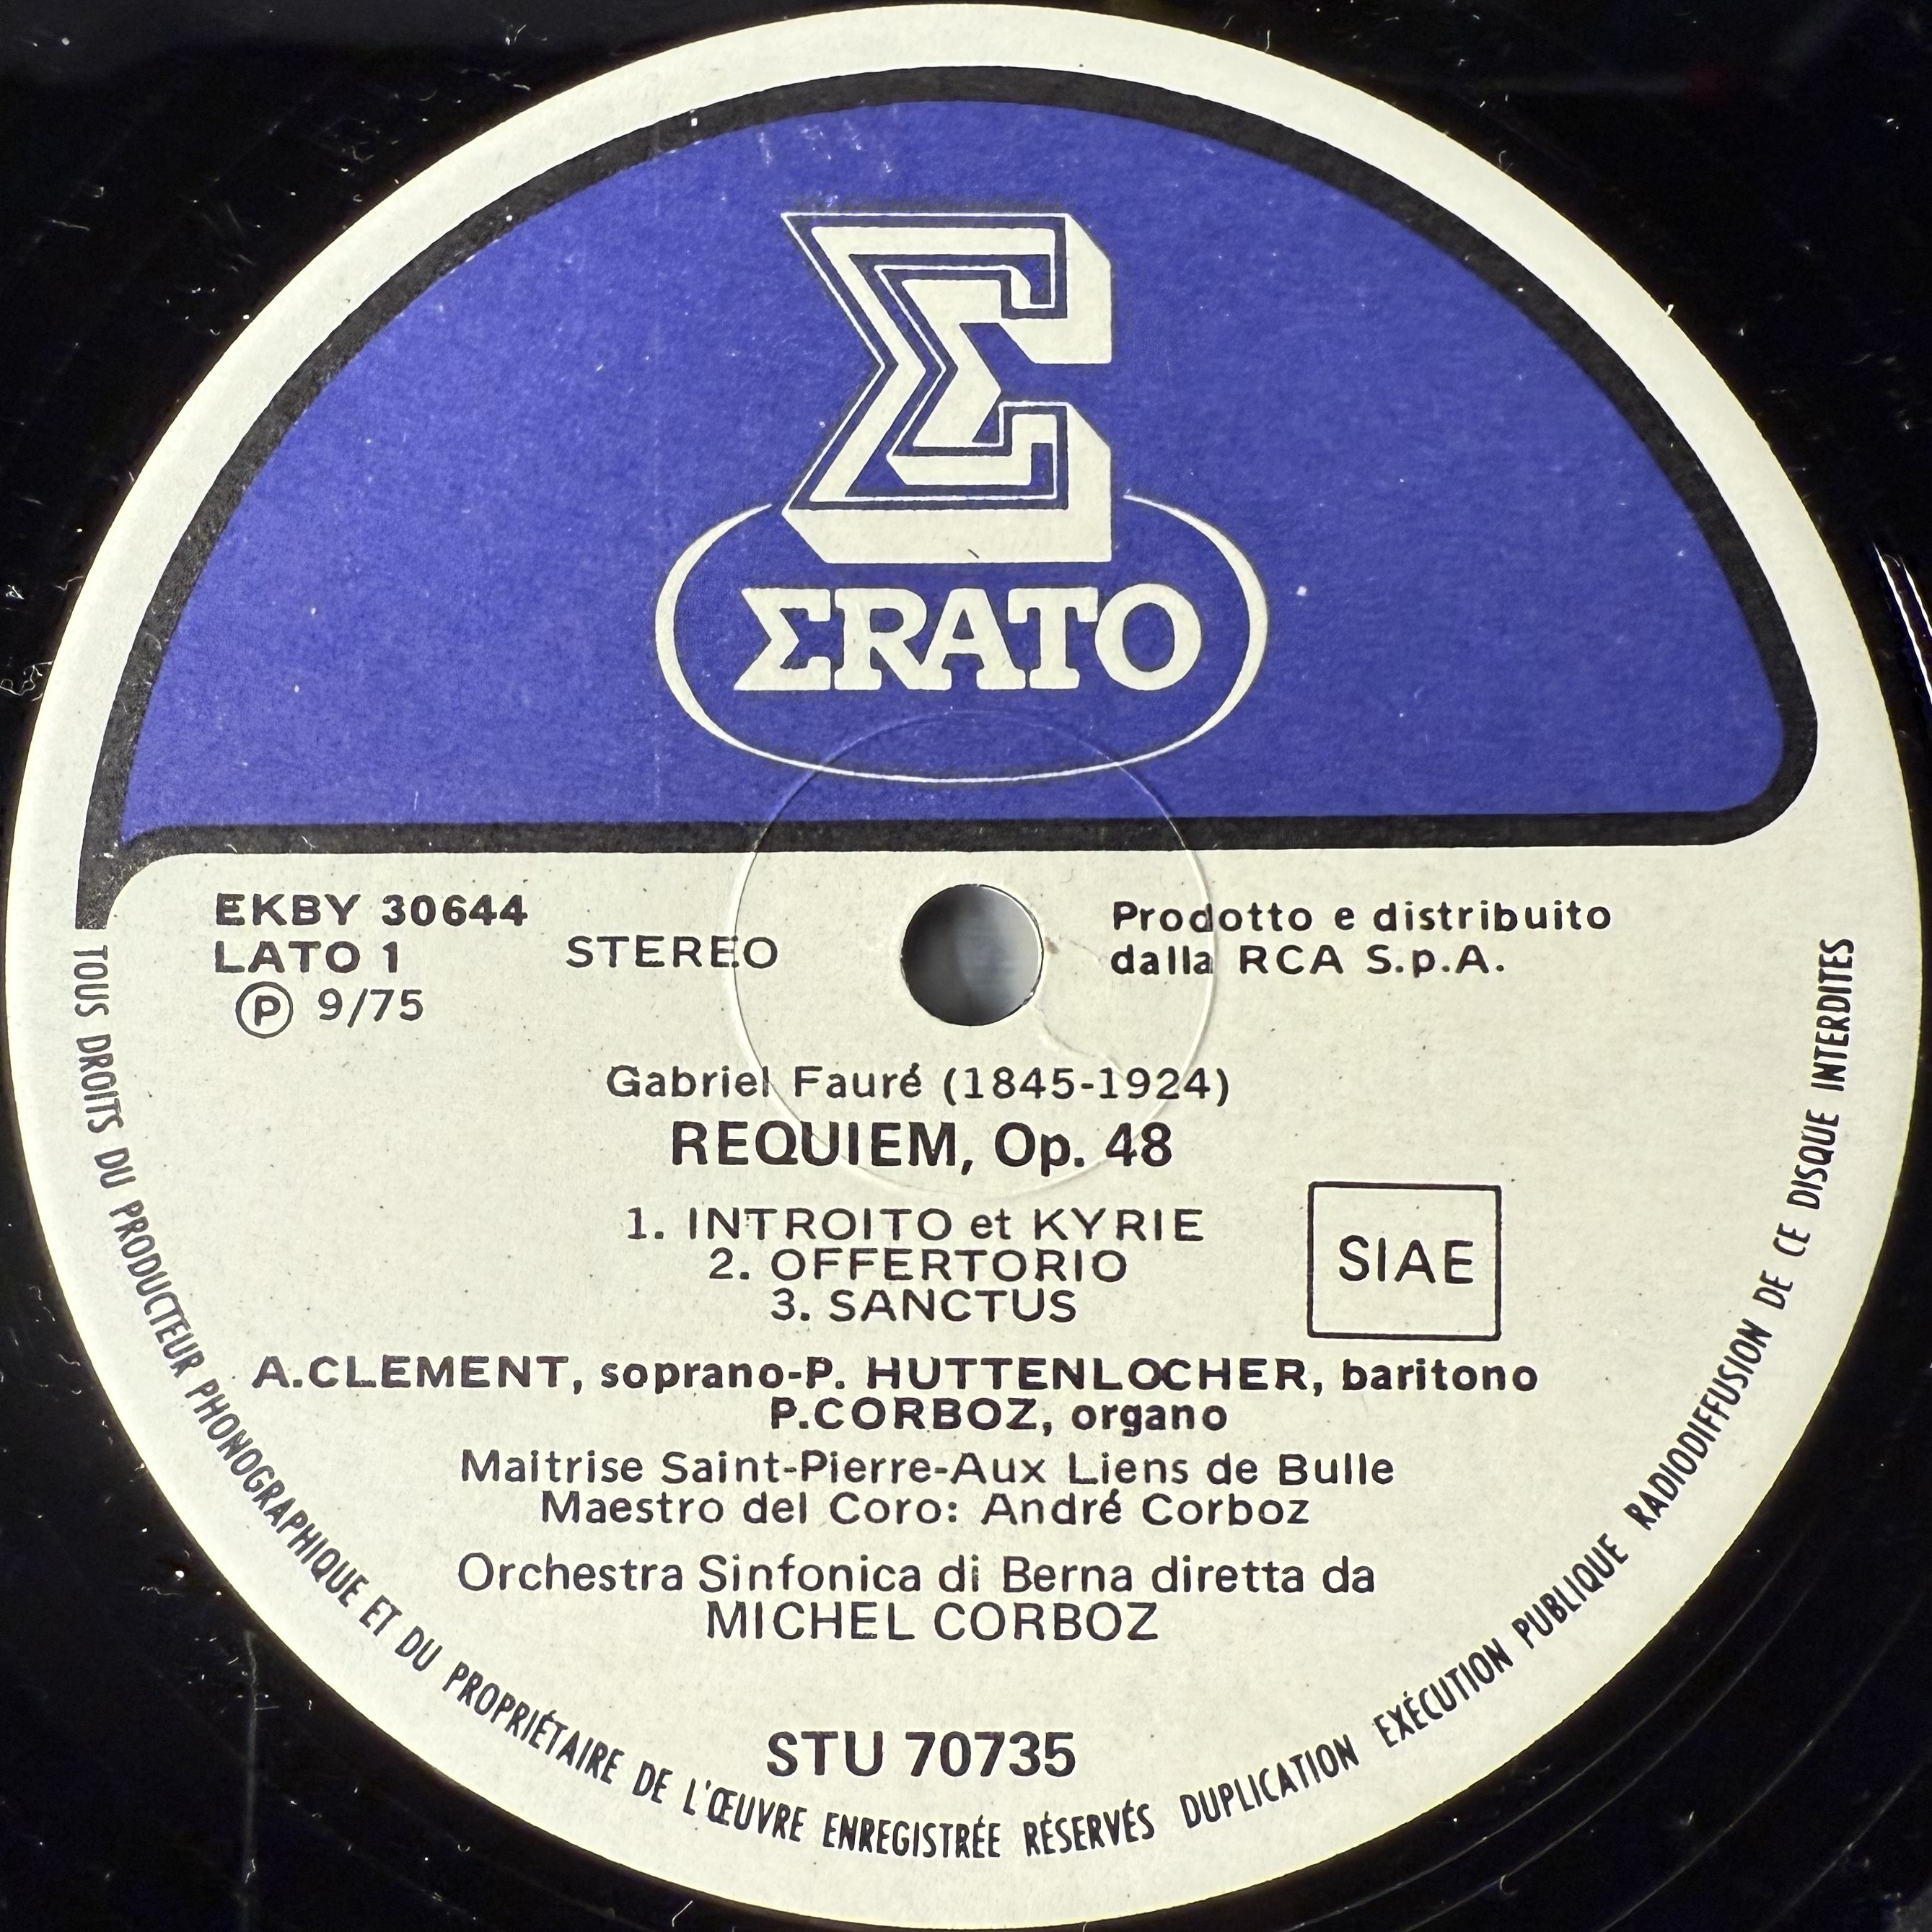 Σ
ΣRATO
EKBY 30644
LATO 1
Ⓟ 9/75
STEREO
Prodotto e distribuito
dalla RCA S.p.A.
Gabriel Fauré (1845-1924)
REQUIEM, Op. 48
1. INTROITO et KYRIE
2. OFFERTORIO
3. SANCTUS
SIAE
A.CLEMENT, soprano-P. HUTTENLOCHER, baritono
P.CORBOZ, organo
Maîtrise Saint-Pierre-Aux Liens de Bulle
Maestro del Coro: André Corboz
Orchestra Sinfonica di Berna diretta da
MICHEL CORBOZ
STU 70735
TOUS DROITS DU PRODUCTEUR PHONOGRAPHIQUE ET DU PROPRIÉTAIRE DE L'ŒUVRE ENREGISTRÉE RÉSERVÉS DUPLICATION EXÉCUTION PUBLIQUE RADIODIFFUSION DE CE DISQUE INTERDITES